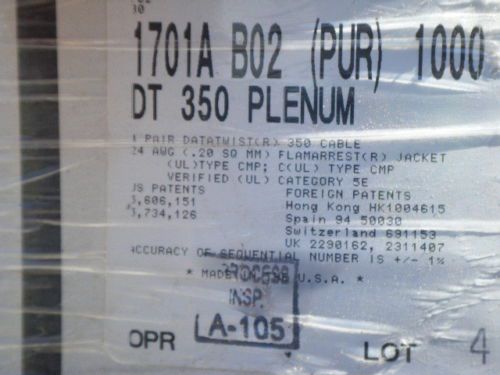 1701A B02 (PUR) 1000
DT 350 PLENUM
PAIR DATATWIST(R) 350 CABLE
24 AWG (.20 SQ MM) FLAMARREST(R) JACKET
(UL)TYPE CMP; C(UL) TYPE CMP
VERIFIED (UL) CATEGORY 5E
US PATENTS FOREIGN PATENTS
5,606,151 Hong Kong HK1004615
5,734,126 Spain 94 50030
Switzerland 691153
UK 2290162, 2311407
ACCURACY OF SEQUENTIAL NUMBER IS +/- 1%
* MADE IN THE U.S.A. *
INSP.
A-105
OPR LOT 4